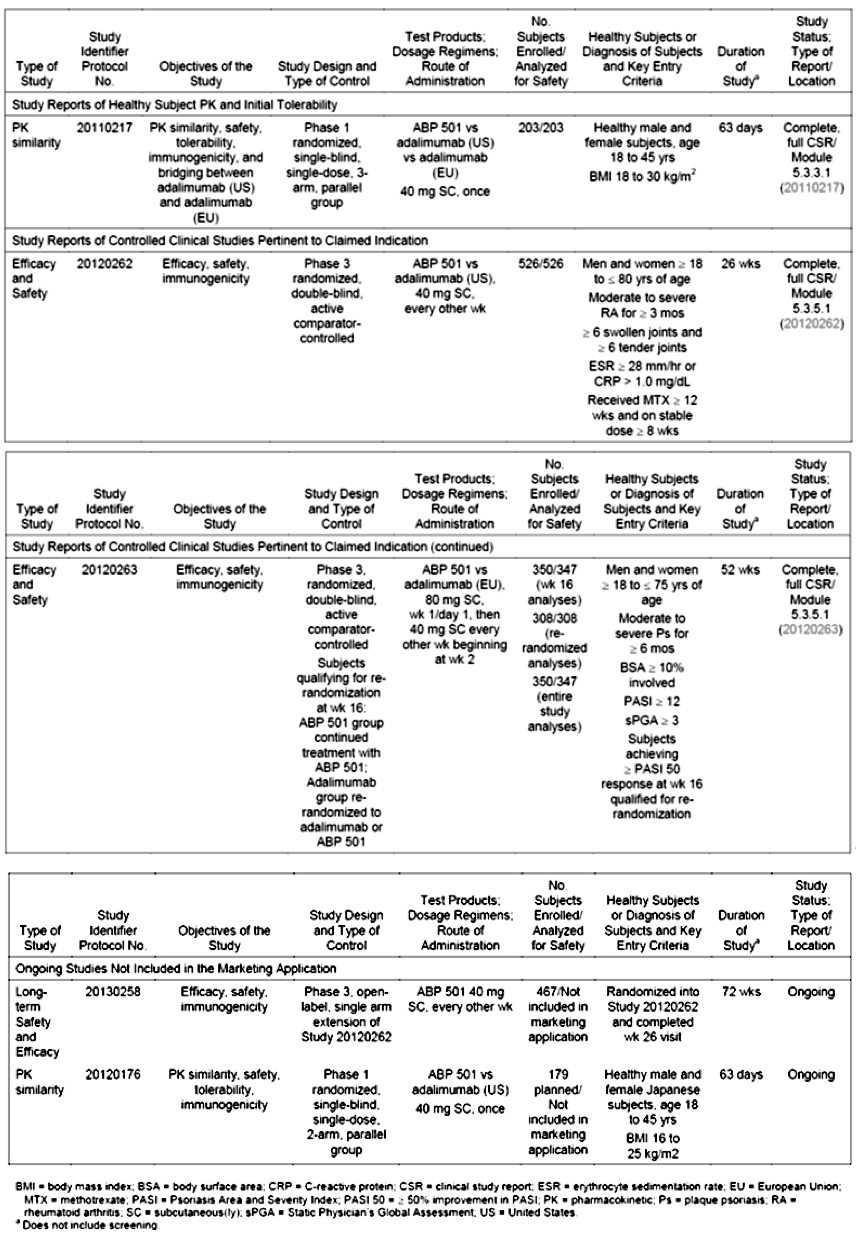 Type of
Study
Study
Identifier
Protocol
No.
Objectives of the
Study
Study Design and
Type of Control
Test Products;
Dosage Regimens;
Route of
Administration
No.
Subjects
Enrolled/
Analyzed
for Safety
Healthy Subjects or
Diagnosis of Subjects
and Key Entry
Criteria
Duration
of
Studyᵃ
Study
Status;
Type of
Report/
Location
Study Reports of Healthy Subject PK and Initial Tolerability
PK
similarity
20110217
PK similarity, safety,
tolerability,
immunogenicity, and
bridging between
adalimumab (US)
and adalimumab
(EU)
Phase 1
randomized,
single-blind,
single-dose, 3-
arm, parallel
group
ABP 501 vs
adalimumab (US)
vs adalimumab
(EU)
40 mg SC, once
203/203
Healthy male and
female subjects, age
18 to 45 yrs
BMI 18 to 30 kg/m²
63 days
Complete,
full CSR/
Module
5.3.3.1
(20110217)
Study Reports of Controlled Clinical Studies Pertinent to Claimed Indication
Efficacy
and
Safety
20120262
Efficacy, safety,
immunogenicity
Phase 3
randomized,
double-blind,
active
comparator-
controlled
ABP 501 vs
adalimumab (US),
40 mg SC,
every other wk
526/526
Men and women ≥ 18
to ≤ 80 yrs of age
Moderate to severe
RA for ≥ 3 mos
≥ 6 swollen joints and
≥ 6 tender joints
ESR ≥ 28 mm/hr or
CRP > 1.0 mg/dL
Received MTX ≥ 12
wks and on stable
dose ≥ 8 wks
26 wks
Complete,
full CSR/
Module
5.3.5.1
(20120262)
Type of
Study
Study
Identifier
Protocol No.
Objectives of the
Study
Study Design
and Type of
Control
Test Products;
Dosage Regimens;
Route of
Administration
No.
Subjects
Enrolled/
Analyzed
for Safety
Healthy Subjects
or Diagnosis of
Subjects and Key
Entry Criteria
Duration
of
Studyᵃ
Study
Status;
Type of
Report/
Location
Study Reports of Controlled Clinical Studies Pertinent to Claimed Indication (continued)
Efficacy
and
Safety
20120263
Efficacy, safety,
immunogenicity
Phase 3,
randomized,
double-blind,
active
comparator-
controlled
Subjects
qualifying for re-
randomization
at wk 16:
ABP 501 group
continued
treatment with
ABP 501;
Adalimumab
group re-
randomized to
adalimumab or
ABP 501
ABP 501 vs
adalimumab (EU),
80 mg SC,
wk 1/day 1, then
40 mg SC every
other wk beginning
at wk 2
350/347
(wk 16
analyses)
308/308
(re-
randomized
analyses)
350/347
(entire
study
analyses)
Men and women
≥ 18 to ≤ 75 yrs of
age
Moderate to
severe Ps for
≥ 6 mos
BSA ≥ 10%
involved
PASI ≥ 12
sPGA ≥ 3
Subjects
achieving
≥ PASI 50
response at wk 16
qualified for re-
randomization
52 wks
Complete,
full CSR/
Module
5.3.5.1
(20120263)
Type of
Study
Study
Identifier
Protocol No.
Objectives of the
Study
Study Design
and Type of
Control
Test Products;
Dosage Regimens;
Route of
Administration
No.
Subjects
Enrolled/
Analyzed
for Safety
Healthy Subjects
or Diagnosis of
Subjects and Key
Entry Criteria
Duration
of
Studyᵃ
Study
Status;
Type of
Report/
Location
Ongoing Studies Not Included in the Marketing Application
Long-
term
Safety
and
Efficacy
20130258
Efficacy, safety,
immunogenicity
Phase 3, open-
label, single arm
extension of
Study 20120262
ABP 501 40 mg
SC, every other wk
467/Not
included in
marketing
application
Randomized into
Study 20120262
and completed
wk 26 visit
72 wks
Ongoing
PK
similarity
20120176
PK similarity, safety,
tolerability,
immunogenicity
Phase 1
randomized,
single-blind,
single-dose,
2-arm, parallel
group
ABP 501 vs
adalimumab (US)
40 mg SC, once
179
planned/
Not
included in
marketing
application
Healthy male and
female Japanese
subjects, age 18
to 45 yrs
BMI 16 to
25 kg/m2
63 days
Ongoing
BMI = body mass index; BSA = body surface area; CRP = C-reactive protein; CSR = clinical study report; ESR = erythrocyte sedimentation rate; EU = European Union;
MTX = methotrexate; PASI = Psoriasis Area and Severity Index; PASI 50 = ≥ 50% improvement in PASI; PK = pharmacokinetic; Ps = plaque psoriasis; RA =
rheumatoid arthritis; SC = subcutaneous(ly); sPGA = Static Physician's Global Assessment; US = United States.
ᵃ Does not include screening.